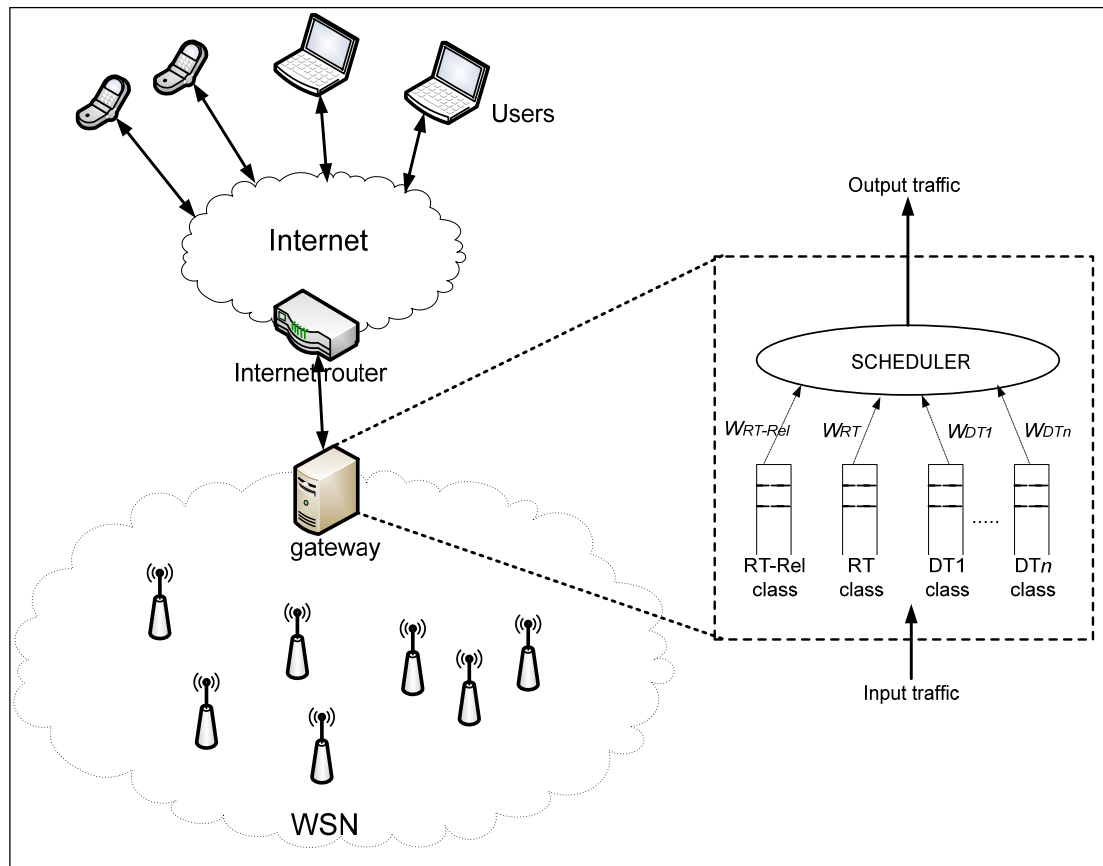 Users
Internet
Internet router
gateway
WSN
Output traffic
SCHEDULER
WRT-Rel WRT WDT1 WDTn
.....
RT-Rel class
RT class
DT1 class
DTn class
Input traffic